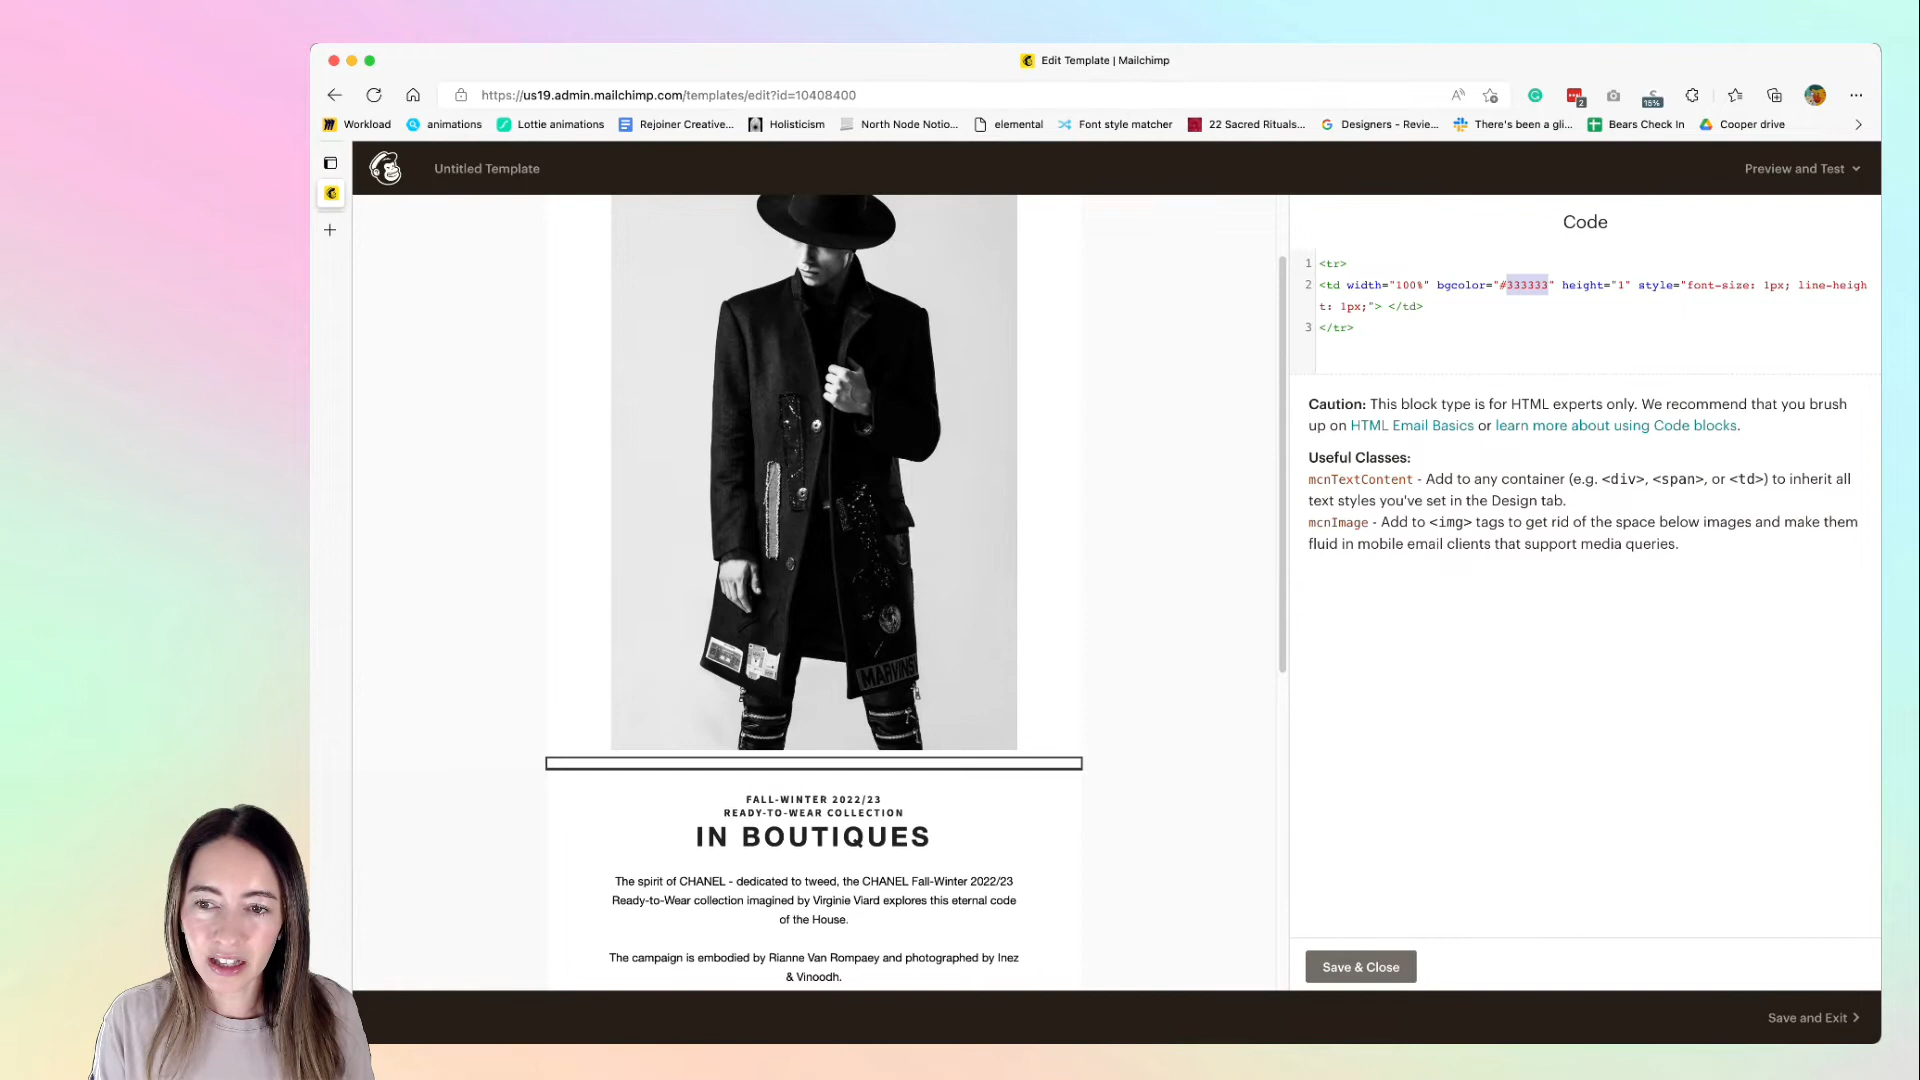 Edit Template | Mailchimp
https://us19.admin.mailchimp.com/templates/edit?id=10408400
2
15%
Workload
animations
Lottie animations
Rejoiner Creative...
Holisticism
North Node Notio...
elemental
Font style matcher
22 Sacred Rituals...
Designers - Revie...
There's been a gli...
Bears Check In
Cooper drive
Untitled Template
Preview and Test
MARVINS
FALL-WINTER 2022/23
READY-TO-WEAR COLLECTION
IN BOUTIQUES
The spirit of CHANEL - dedicated to tweed, the CHANEL Fall-Winter 2022/23
Ready-to-Wear collection imagined by Virginie Viard explores this eternal code
of the House.
The campaign is embodied by Rianne Van Rompaey and photographed by Inez
& Vinoodh.
Code
1 <tr>
2 <td width="100%" bgcolor="#333333" height="1" style="font-size: 1px; line-heigh
t: 1px;"> </td>
3 </tr>
Caution: This block type is for HTML experts only. We recommend that you brush
up on HTML Email Basics or learn more about using Code blocks.
Useful Classes:
mcnTextContent - Add to any container (e.g. <div>, <span>, or <td>) to inherit all
text styles you've set in the Design tab.
mcnImage - Add to <img> tags to get rid of the space below images and make them
fluid in mobile email clients that support media queries.
Save & Close
Save and Exit